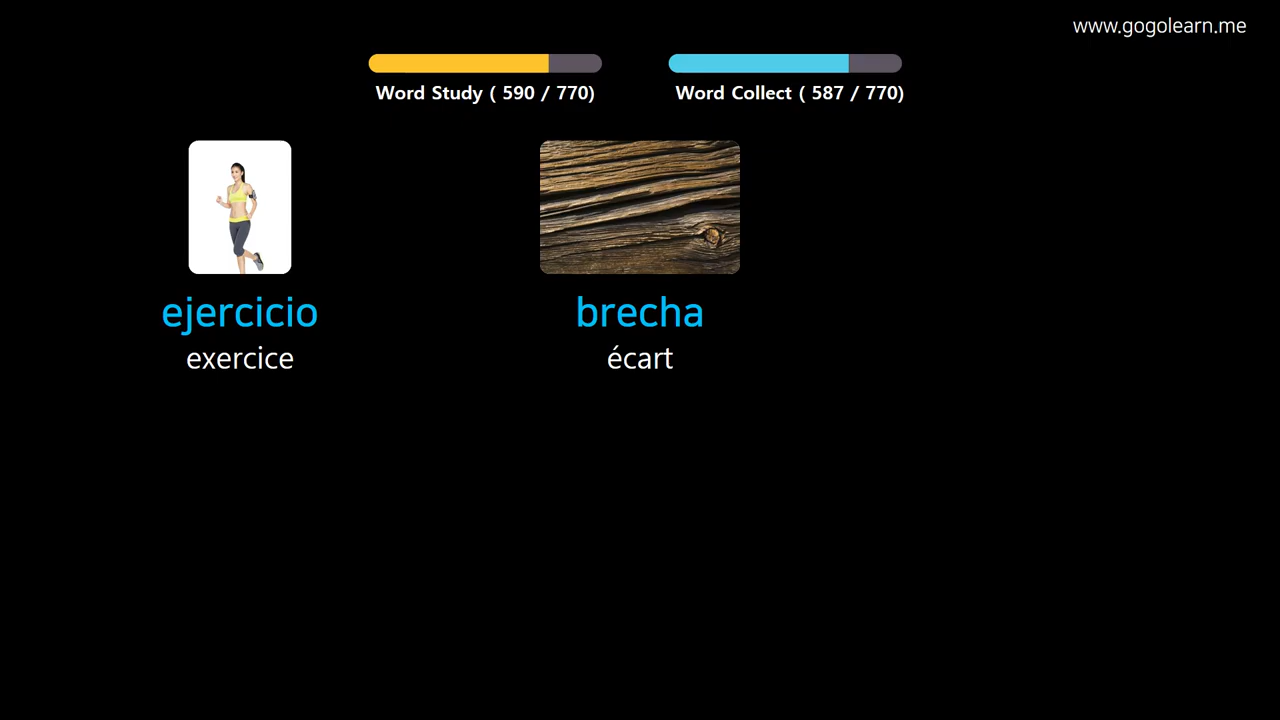 www.gogolearn.me
Word Study ( 590 / 770)
Word Collect ( 587 / 770)
ejercicio
exercice
brecha
écart